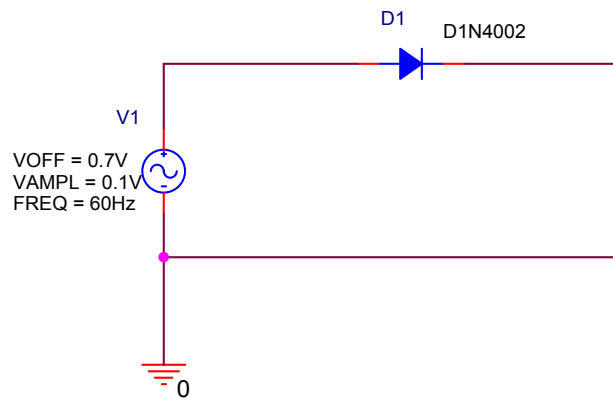 D1
D1N4002
V1
VOFF = 0.7V
VAMPL = 0.1V
FREQ = 60Hz
0